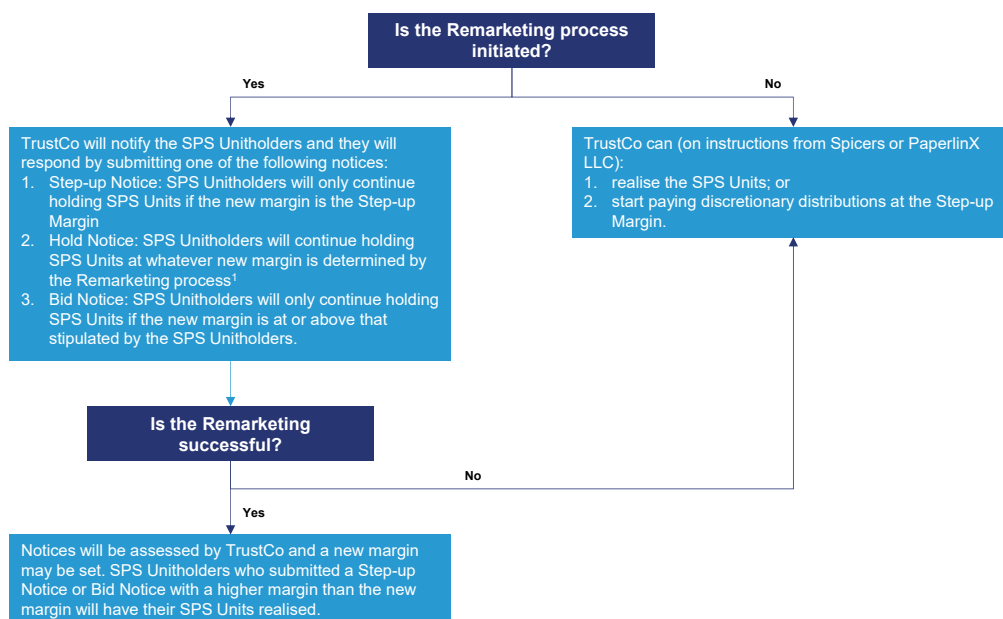 Is the Remarketing process
initiated?
Yes
No
TrustCo will notify the SPS Unitholders and they will
respond by submitting one of the following notices:
1. Step-up Notice: SPS Unitholders will only continue
holding SPS Units if the new margin is the Step-up
Margin
2. Hold Notice: SPS Unitholders will continue holding
SPS Units at whatever new margin is determined by
the Remarketing process¹
3. Bid Notice: SPS Unitholders will only continue holding
SPS Units if the new margin is at or above that
stipulated by the SPS Unitholders.
TrustCo can (on instructions from Spicers or PaperlinX
LLC):
1. realise the SPS Units; or
2. start paying discretionary distributions at the Step-up
Margin.
Is the Remarketing
successful?
No
Yes
Notices will be assessed by TrustCo and a new margin
may be set. SPS Unitholders who submitted a Step-up
Notice or Bid Notice with a higher margin than the new
margin will have their SPS Units realised.